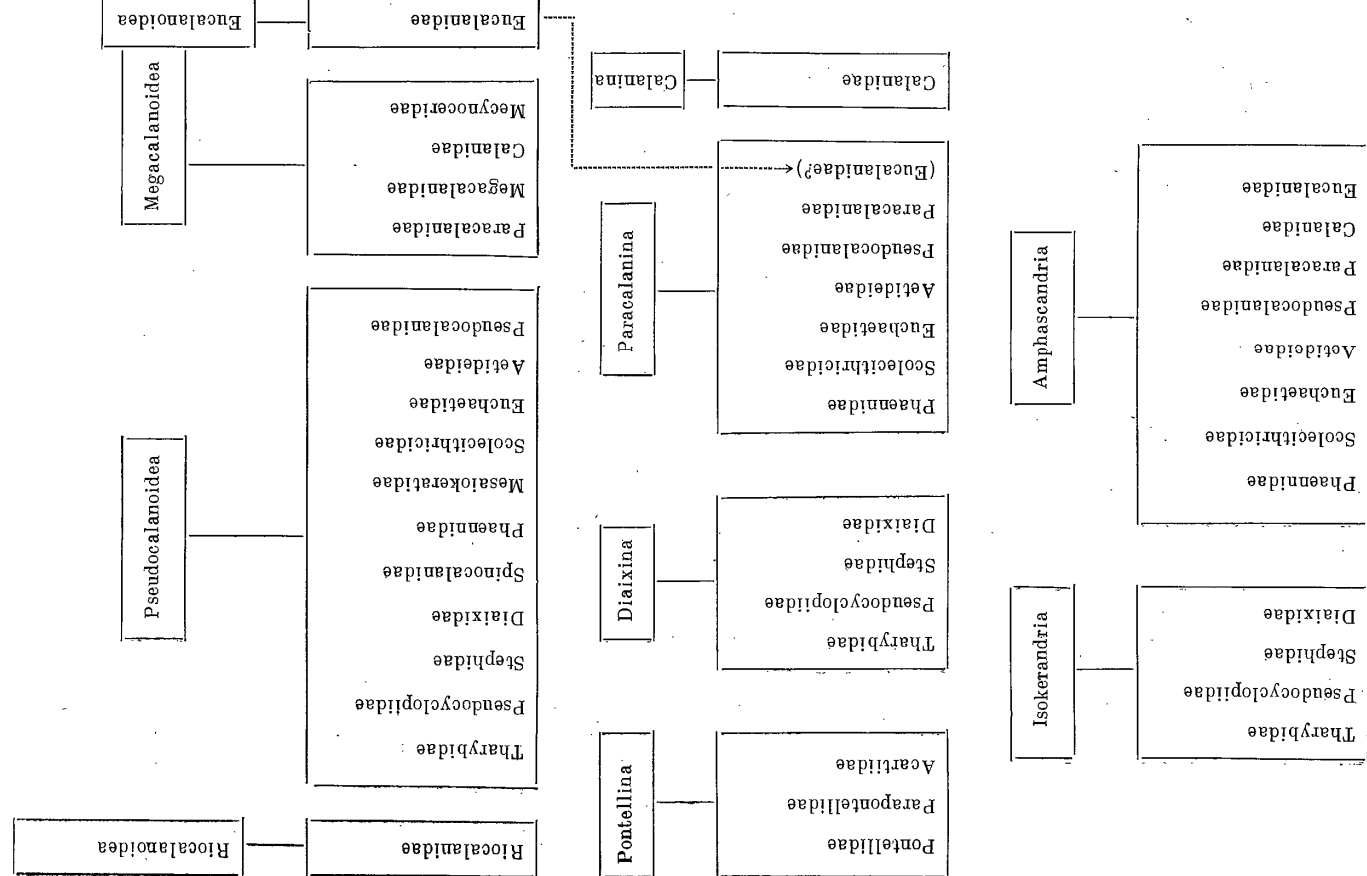 Tharybidae
Pseudocyclopiidae
Stephidae
Diaixidae
Isokerandria
Phaennidae
Scolecithricidae
Euchaetidae
Aetideidae
Pseudocalanidae
Paracalanidae
Calanidae
Eucalanidae
Amphascandria
Pontellidae
Parapontellidae
Acartiidae
Pontellina
Tharybidae
Pseudocyclopiidae
Stephidae
Diaixidae
Diaixina
Phaennidae
Scolecithricidae
Euchaetidae
Aetideidae
Pseudocalanidae
Paracalanidae
(Eucalanidae?)
Paracalanina
Calanidae
Calanina
Riocalanidae
Riocalanoidea
Tharybidae
Pseudocyclopiidae
Stephidae
Diaixidae
Spinocalanidae
Phaennidae
Mesaiokeratidae
Scolecithricidae
Euchaetidae
Aetideidae
Pseudocalanidae
Pseudocalanoidea
Paracalanidae
Megacalanidae
Calanidae
Mecynoceridae
Megacalanoidea
Eucalanidae
Eucalanoidea